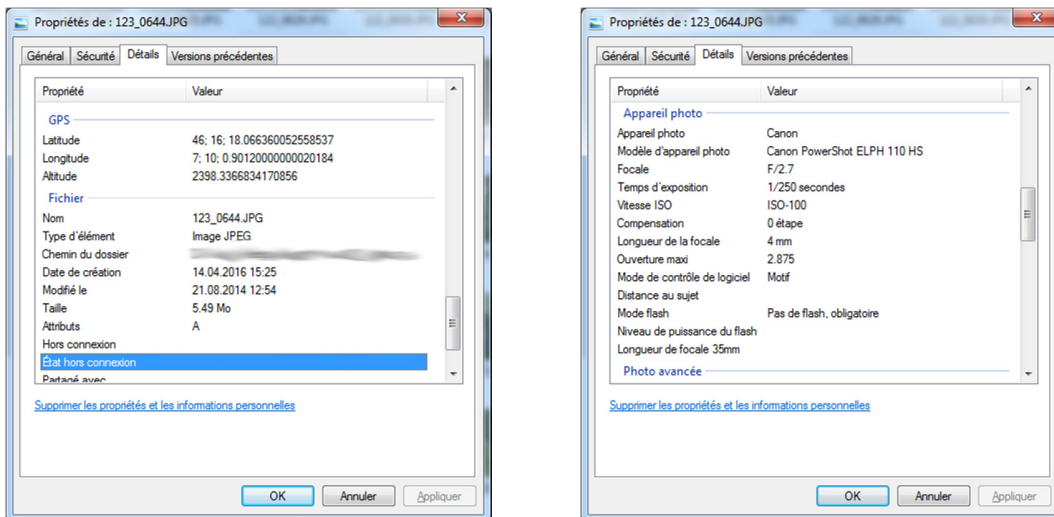 Propriétés de : 123_0644.JPG
Général Sécurité Détails Versions précédentes
Propriété Valeur
GPS
Latitude 46; 16; 18.066360052558537
Longitude 7; 10; 0.90120000000020184
Altitude 2398.3366834170856
Fichier
Nom 123_0644.JPG
Type d'élément Image JPEG
Chemin du dossier
Date de création 14.04.2016 15:25
Modifié le 21.08.2014 12:54
Taille 5.49 Mo
Attributs A
Hors connexion
État hors connexion
Partagé avec
Supprimer les propriétés et les informations personnelles
OK Annuler Appliquer
Propriétés de : 123_0644.JPG
Général Sécurité Détails Versions précédentes
Propriété Valeur
Appareil photo
Appareil photo Canon
Modèle d'appareil photo Canon PowerShot ELPH 110 HS
Focale F/2.7
Temps d'exposition 1/250 secondes
Vitesse ISO ISO-100
Compensation 0 étape
Longueur de la focale 4 mm
Ouverture maxi 2.875
Mode de contrôle de logiciel Motif
Distance au sujet
Mode flash Pas de flash, obligatoire
Niveau de puissance du flash
Longueur de focale 35mm
Photo avancée
Supprimer les propriétés et les informations personnelles
OK Annuler Appliquer